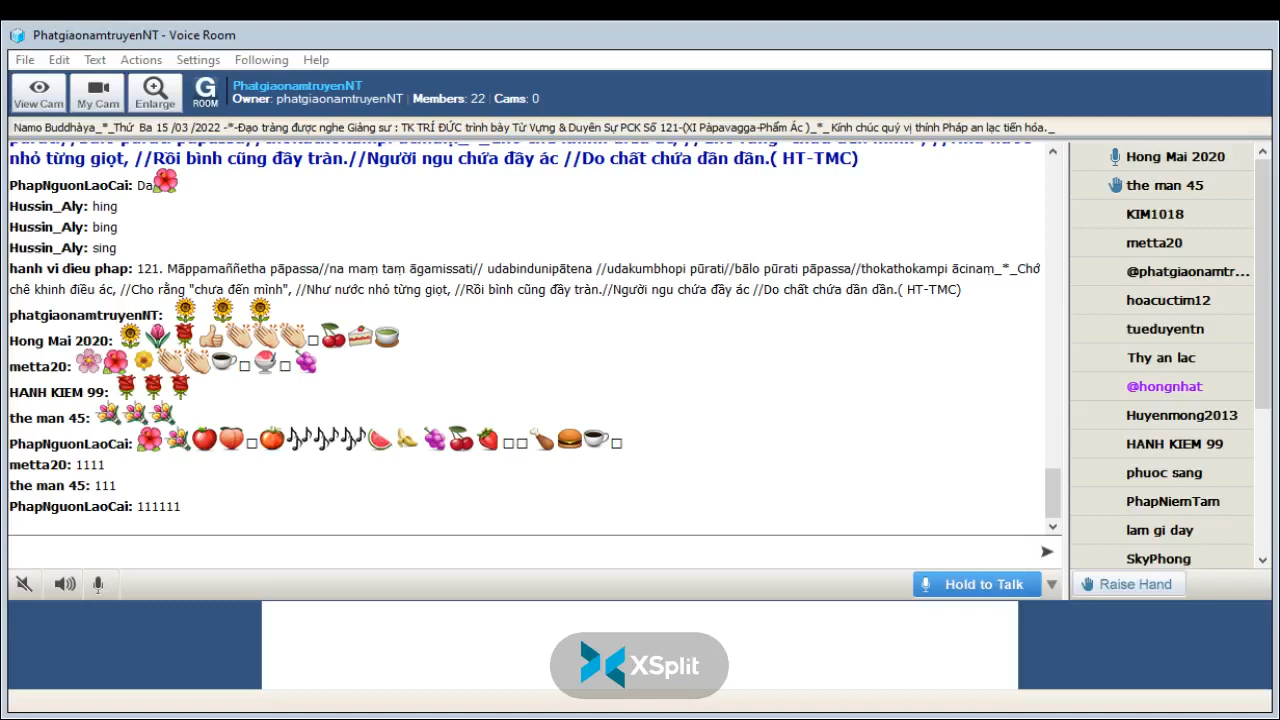 PhatgiaonamtruyenNT - Voice Room
File Edit Text Actions Settings Following Help
View Cam
My Cam
Enlarge
G ROOM
PhatgiaonamtruyenNT
Owner: phatgiaonamtruyenNT | Members: 22 | Cams: 0
Namo Buddhàya_*_Thứ Ba 15 /03 /2022 -*-Đạo tràng được nghe Giảng sư : TK TRÍ ĐỨC trình bày Từ Vựng & Duyên Sự PCK Số 121-(XI Pàpavagga-Phẩm Ác )_*_ Kính chúc quý vị thính Pháp an lạc tiến hóa._
nhỏ từng giọt, //Rồi bình cũng đầy tràn.//Người ngu chứa đầy ác //Do chất chứa dần dần.( HT-TMC)
PhapNguonLaoCai: Da
Hussin_Aly: hing
Hussin_Aly: bing
Hussin_Aly: sing
hanh vi dieu phap: 121. Māppamaññetha pāpassa//na maṃ taṃ āgamissati// udabindunipātena //udakumbhopi pūrati//bālo pūrati pāpassa//thokathokampi ācinaṃ_*_Chớ
chê khinh điều ác, //Cho rằng "chưa đến mình", //Như nước nhỏ từng giọt, //Rồi bình cũng đầy tràn.//Người ngu chứa đầy ác //Do chất chứa dần dần.( HT-TMC)
phatgiaonamtruyenNT:
Hong Mai 2020:
metta20:
HANH KIEM 99:
the man 45:
PhapNguonLaoCai:
metta20: 1111
the man 45: 111
PhapNguonLaoCai: 111111
Hold to Talk
Hong Mai 2020
the man 45
KIM1018
metta20
@phatgiaonamtr...
hoacuctim12
tueduyentn
Thy an lac
@hongnhat
Huyenmong2013
HANH KIEM 99
phuoc sang
PhapNiemTam
lam gi day
SkyPhong
Raise Hand
XSplit